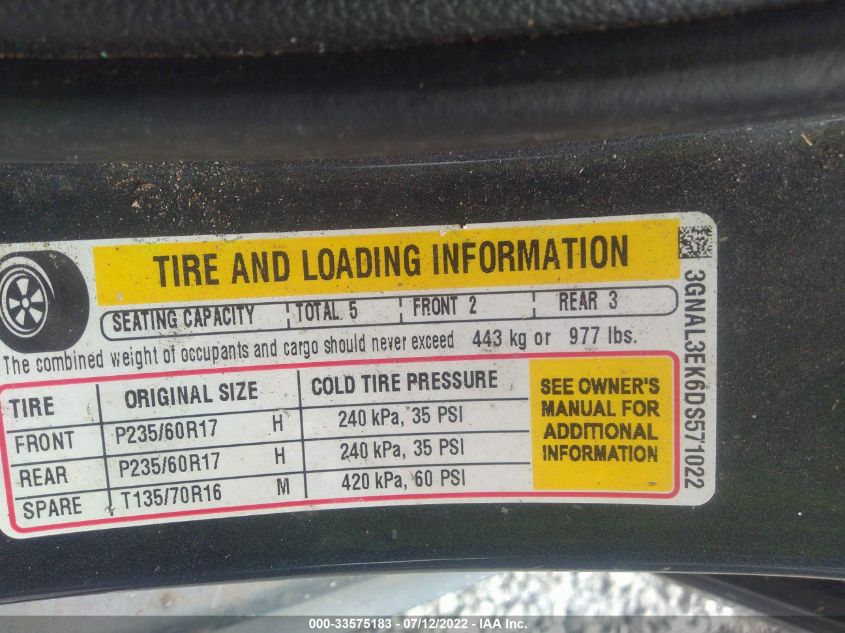 TIRE AND LOADING INFORMATION
SEATING CAPACITY TOTAL 5 FRONT 2 REAR 3
The combined weight of occupants and cargo should never exceed 443 kg or 977 lbs.
TIRE ORIGINAL SIZE COLD TIRE PRESSURE
FRONT P235/60R17 H 240 kPa, 35 PSI
REAR P235/60R17 H 240 kPa, 35 PSI
SPARE T135/70R16 M 420 kPa, 60 PSI
SEE OWNER'S
MANUAL FOR
ADDITIONAL
INFORMATION
3GNAL3EK6DS571022
000-33575183 - 07/12/2022 - IAA Inc.